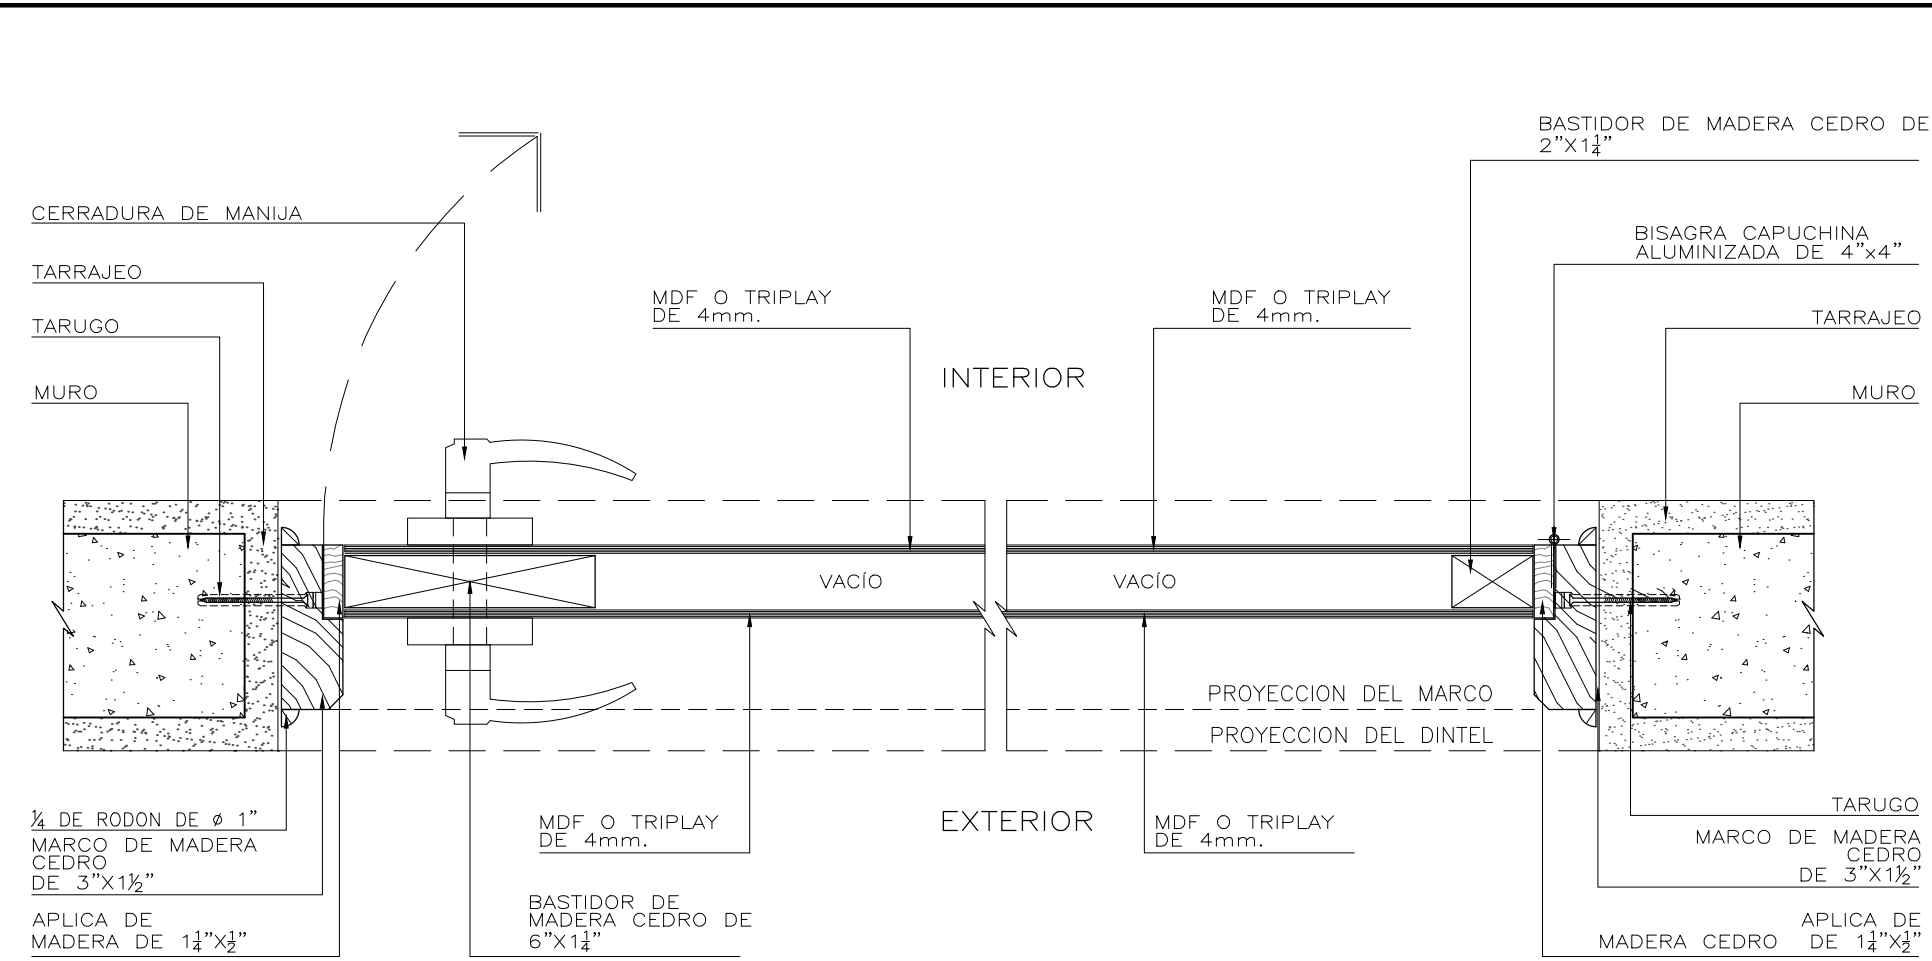 BASTIDOR DE MADERA CEDRO DE
2"X1¼"
CERRADURA DE MANIJA
BISAGRA CAPUCHINA
ALUMINIZADA DE 4"x4"
TARRAJEO
MDF O TRIPLAY
DE 4mm.
MDF O TRIPLAY
DE 4mm.
TARUGO
TARRAJEO
INTERIOR
MURO
MURO
VACÍO
VACÍO
PROYECCION DEL MARCO
PROYECCION DEL DINTEL
¼ DE RODON DE ø 1"
MARCO DE MADERA
CEDRO
DE 3"X1½"
MDF O TRIPLAY
DE 4mm.
EXTERIOR
MDF O TRIPLAY
DE 4mm.
TARUGO
MARCO DE MADERA
CEDRO
DE 3"X1½"
APLICA DE
MADERA DE 1¼"X½"
BASTIDOR DE
MADERA CEDRO DE
6"X1¼"
APLICA DE
MADERA CEDRO DE 1¼"X½"